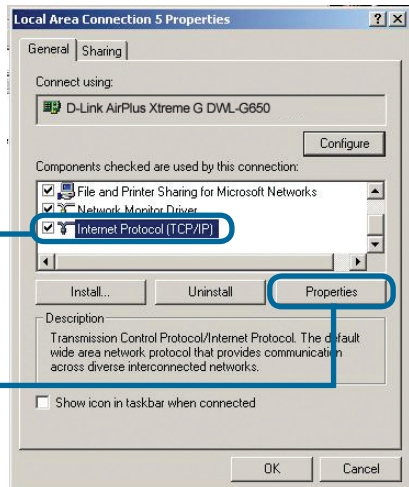 Local Area Connection 5 Properties
General Sharing
Connect using:
D-Link AirPlus Xtreme G DWL-G650
Configure
Components checked are used by this connection:
File and Printer Sharing for Microsoft Networks
Network Monitor Driver
Internet Protocol (TCP/IP)
Install... Uninstall Properties
Description
Transmission Control Protocol/Internet Protocol. The default
wide area network protocol that provides communication
across diverse interconnected networks.
Show icon in taskbar when connected
OK Cancel